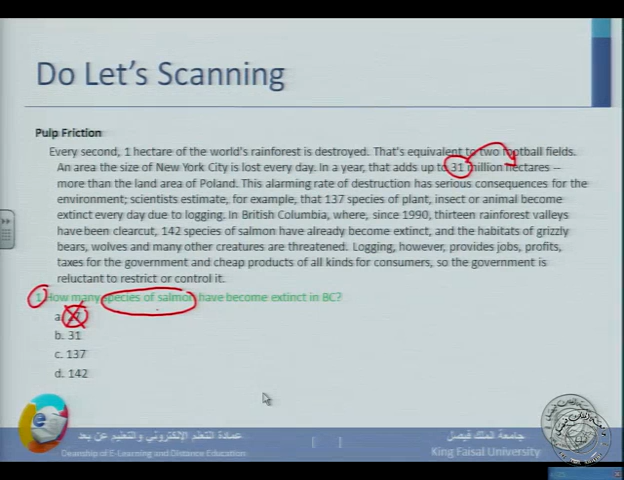 Do Let's Scanning
Pulp Friction
Every second, 1 hectare of the world's rainforest is destroyed. That's equivalent to two football fields.
An area the size of New York City is lost every day. In a year, that adds up to 31 million hectares –
more than the land area of Poland. This alarming rate of destruction has serious consequences for the
environment; scientists estimate, for example, that 137 species of plant, insect or animal become
extinct every day due to logging. In British Columbia, where, since 1990, thirteen rainforest valleys
have been clearcut, 142 species of salmon have already become extinct, and the habitats of grizzly
bears, wolves and many other creatures are threatened. Logging, however, provides jobs, profits,
taxes for the government and cheap products of all kinds for consumers, so the government is
reluctant to restrict or control it.
1 How many species of salmon have become extinct in BC?
a.
b. 31
c. 137
d. 142
عمادة التعلم الإلكتروني والتعليم عن بعد
Deanship of E-Learning and Distance Education
[ ]
جامعة الملك فيصل
King Faisal University